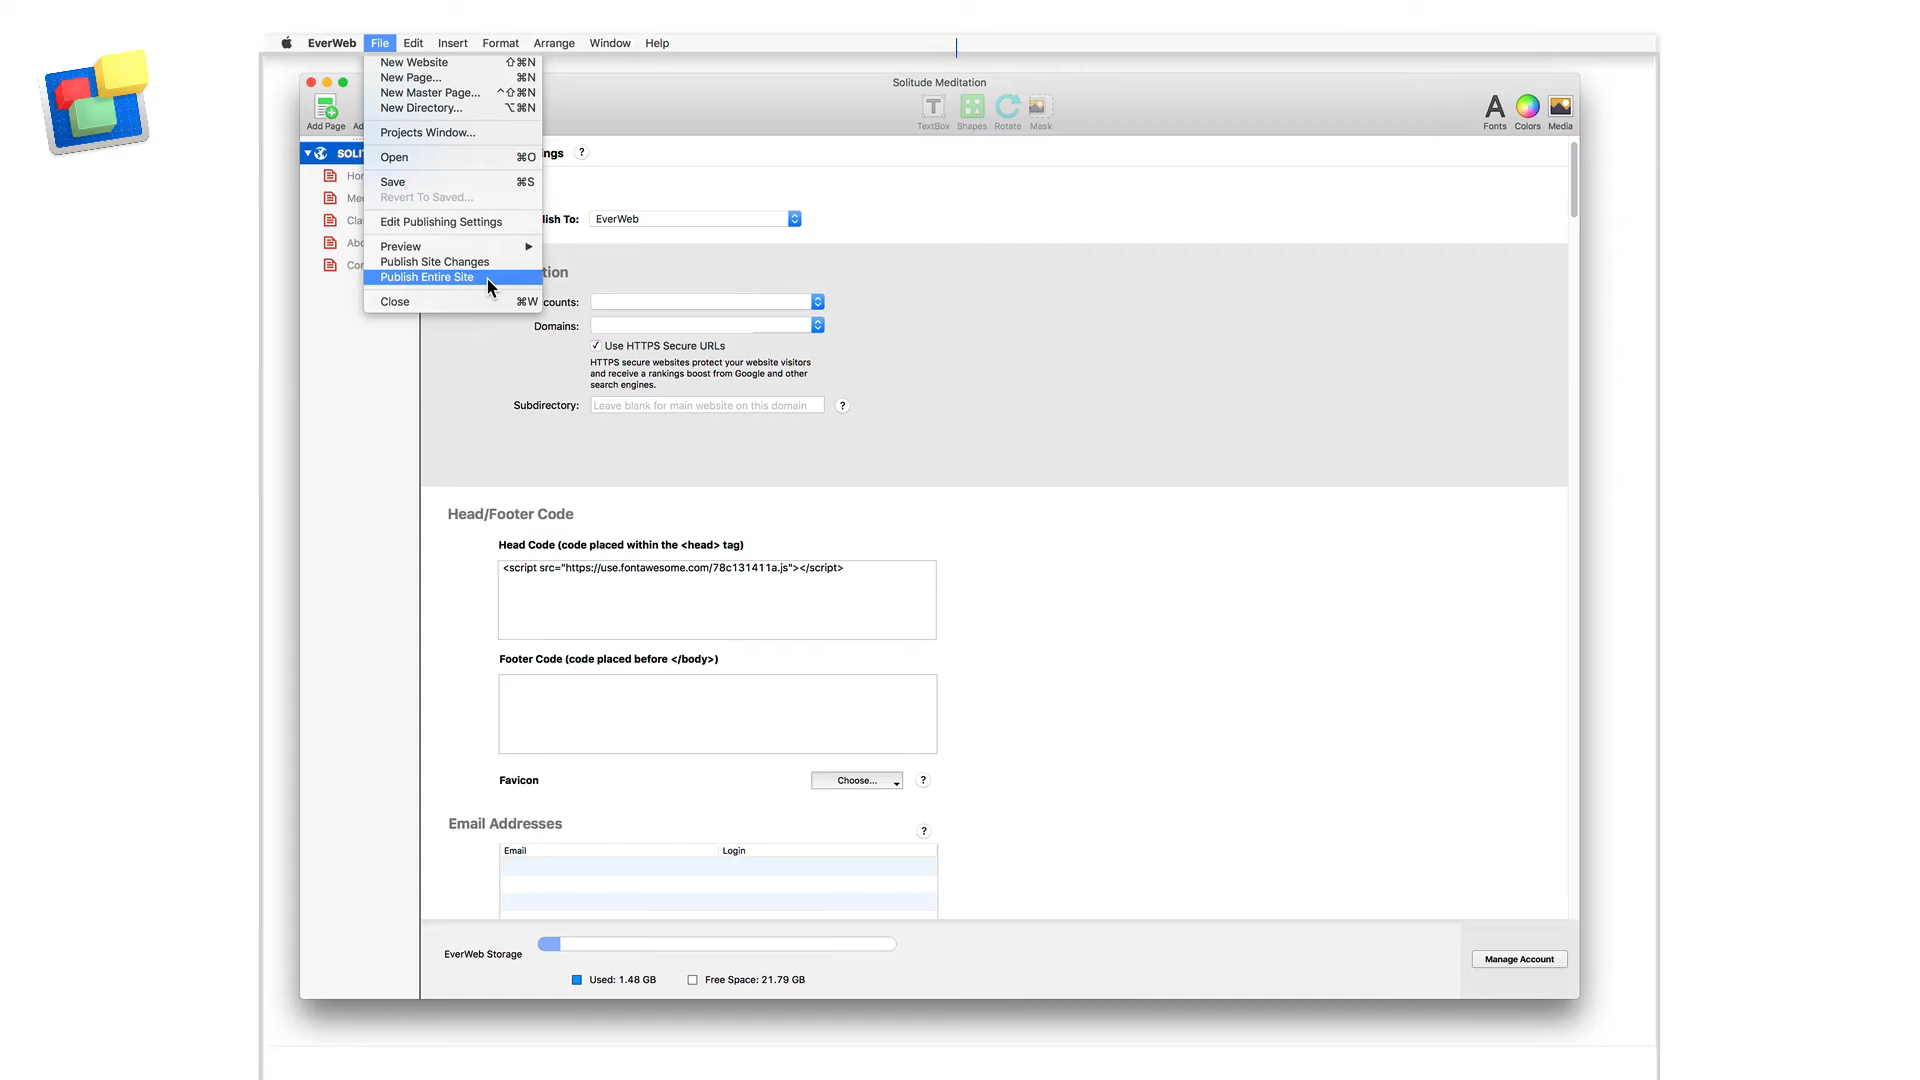 EverWeb File Edit Insert Format Arrange Window Help
New Website ⇧⌘N
New Page... ⌘N
New Master Page... ^⇧⌘N
New Directory... ⌥⌘N
Projects Window...
Open ⌘O
Save ⌘S
Revert To Saved...
Edit Publishing Settings
Preview
Publish Site Changes
Publish Entire Site
Close ⌘W
Solitude Meditation
Add Page
TextBox Shapes Rotate Mask
Fonts Colors Media
ings ?
lish To: EverWeb
tion
counts:
Domains:
Use HTTPS Secure URLs
HTTPS secure websites protect your website visitors
and receive a rankings boost from Google and other
search engines.
Subdirectory: Leave blank for main website on this domain ?
Head/Footer Code
Head Code (code placed within the <head> tag)
<script src="https://use.fontawesome.com/78c131411a.js"></script>
Footer Code (code placed before </body>)
Favicon Choose... ?
Email Addresses ?
Email Login
EverWeb Storage
Used: 1.48 GB Free Space: 21.79 GB
Manage Account